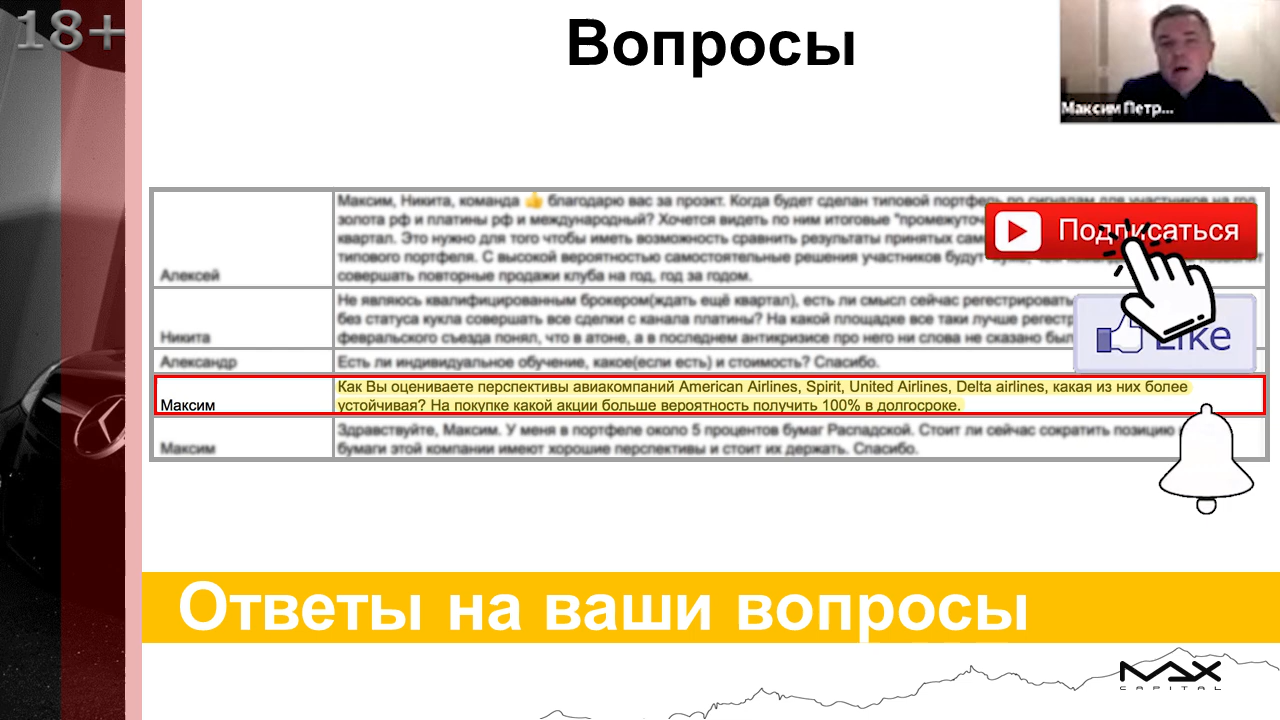 18+
Вопросы
Максим Петр...
Максим, Никита, команда 👍 благодарю вас за проэкт. Когда будет сделан типовой портфель по сигналам для участников на год
золота рф и платины рф и международный? Хочется видеть по ним итоговые "промежуточ
квартал. Это нужно для того чтобы иметь возможность сравнить результаты принятых сам
типового портфеля. С высокой вероятностью самостоятельные решения участников будут
Алексей
совершать повторные продажи клуба на год, год за годом.
Подписаться
Не являюсь квалифицированным брокером(ждать ещё квартал), есть ли смысл сейчас регестрировать
без статуса кукла совершать все сделки с канала платины? На какой площадке все таки лучше регестр
Никита
февральского съезда понял, что в атоне, а в последнем антикризисе про него ни слова не сказано был
Like
Александр
Есть ли индивидуальное обучение, какое(если есть) и стоимость? Спасибо.
Как Вы оцениваете перспективы авиакомпаний American Airlines, Spirit, United Airlines, Delta airlines, какая из них более
Максим
устойчивая? На покупке какой акции больше вероятность получить 100% в долгосроке.
Здравствуйте, Максим. У меня в портфеле около 5 процентов бумаг Распадской. Стоит ли сейчас сократить позицию
Максим
бумаги этой компании имеют хорошие перспективы и стоит их держать. Спасибо.
Ответы на ваши вопросы
MAX
CAPITAL